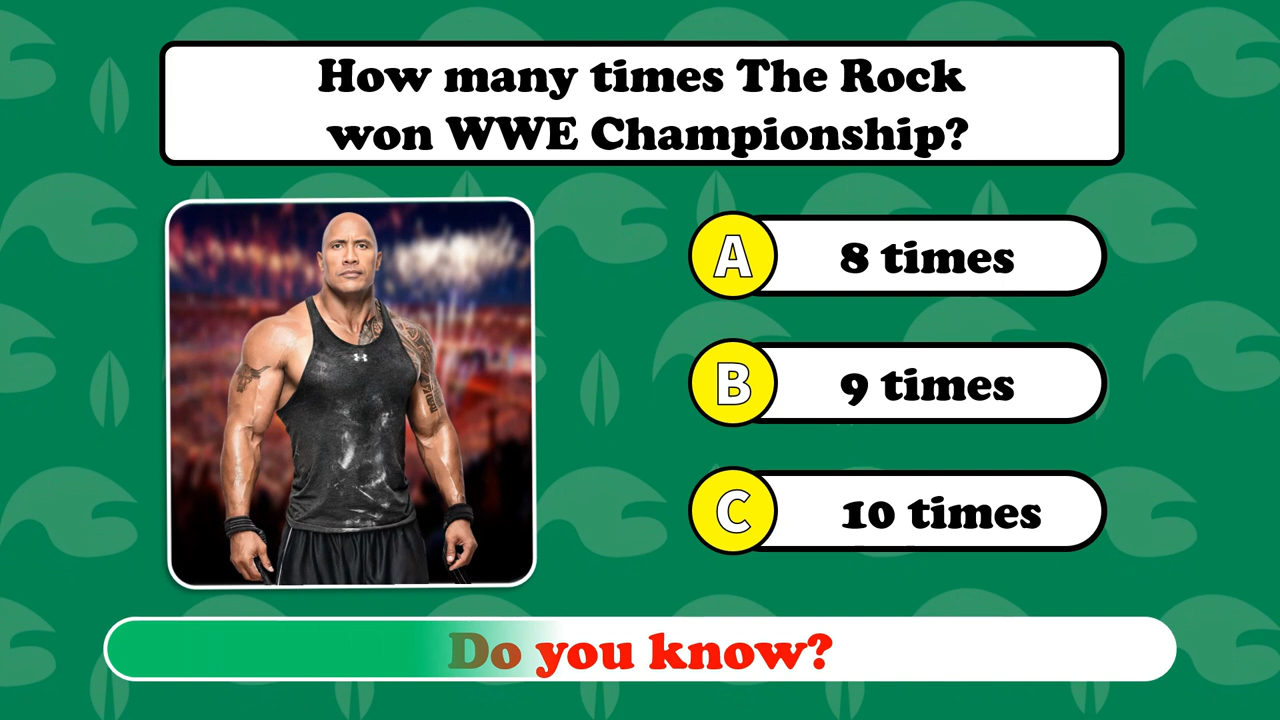 How many times The Rock
won WWE Championship?
A
8 times
B
9 times
C
10 times
Do you know?